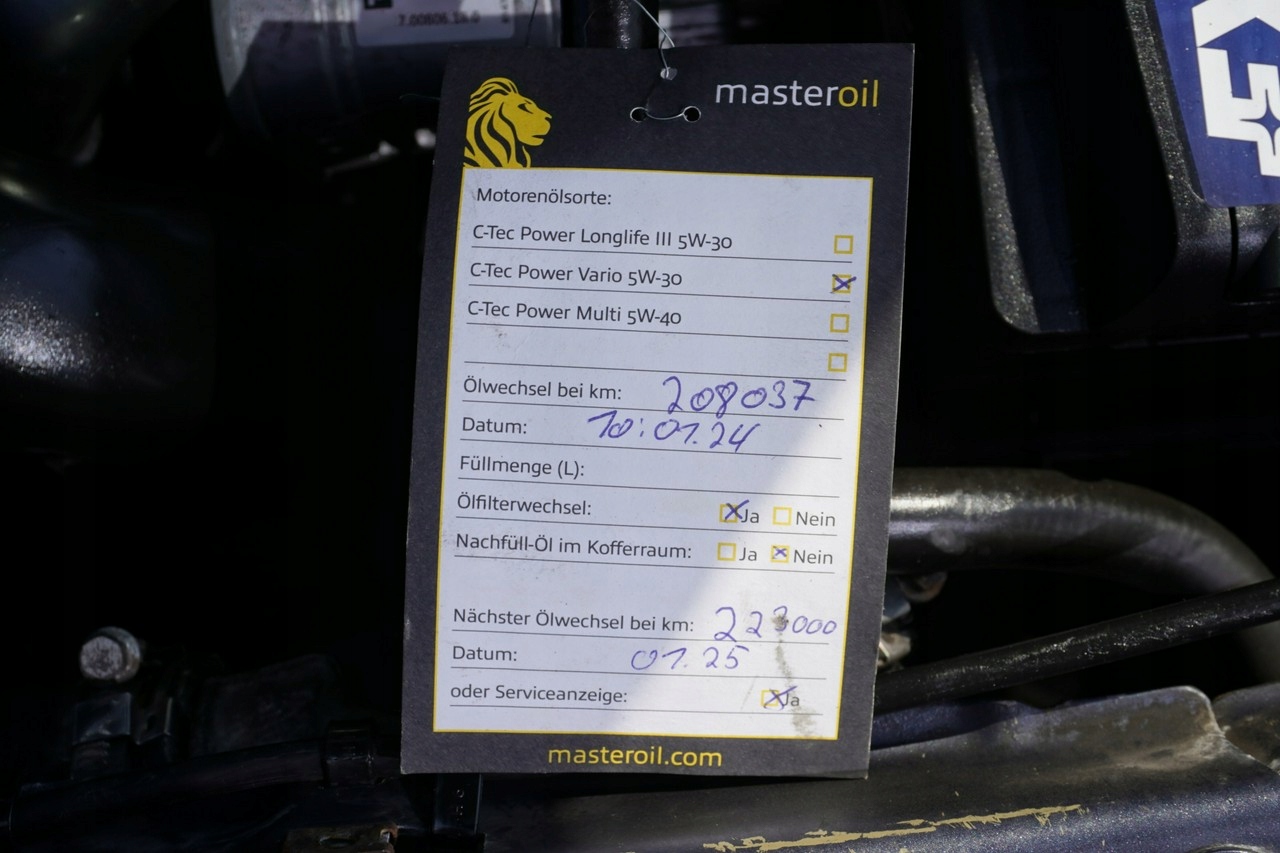 masteroil
Motorenölsorte:
C-Tec Power Longlife III 5W-30
C-Tec Power Vario 5W-30
C-Tec Power Multi 5W-40
Ölwechsel bei km: 208037
Datum: 10:01.24
Füllmenge (L):
Ölfilterwechsel: Ja Nein
Nachfüll-Öl im Kofferraum: Ja Nein
Nächster Ölwechsel bei km: 223000
Datum: 01.25
oder Serviceanzeige: Ja
masteroil.com